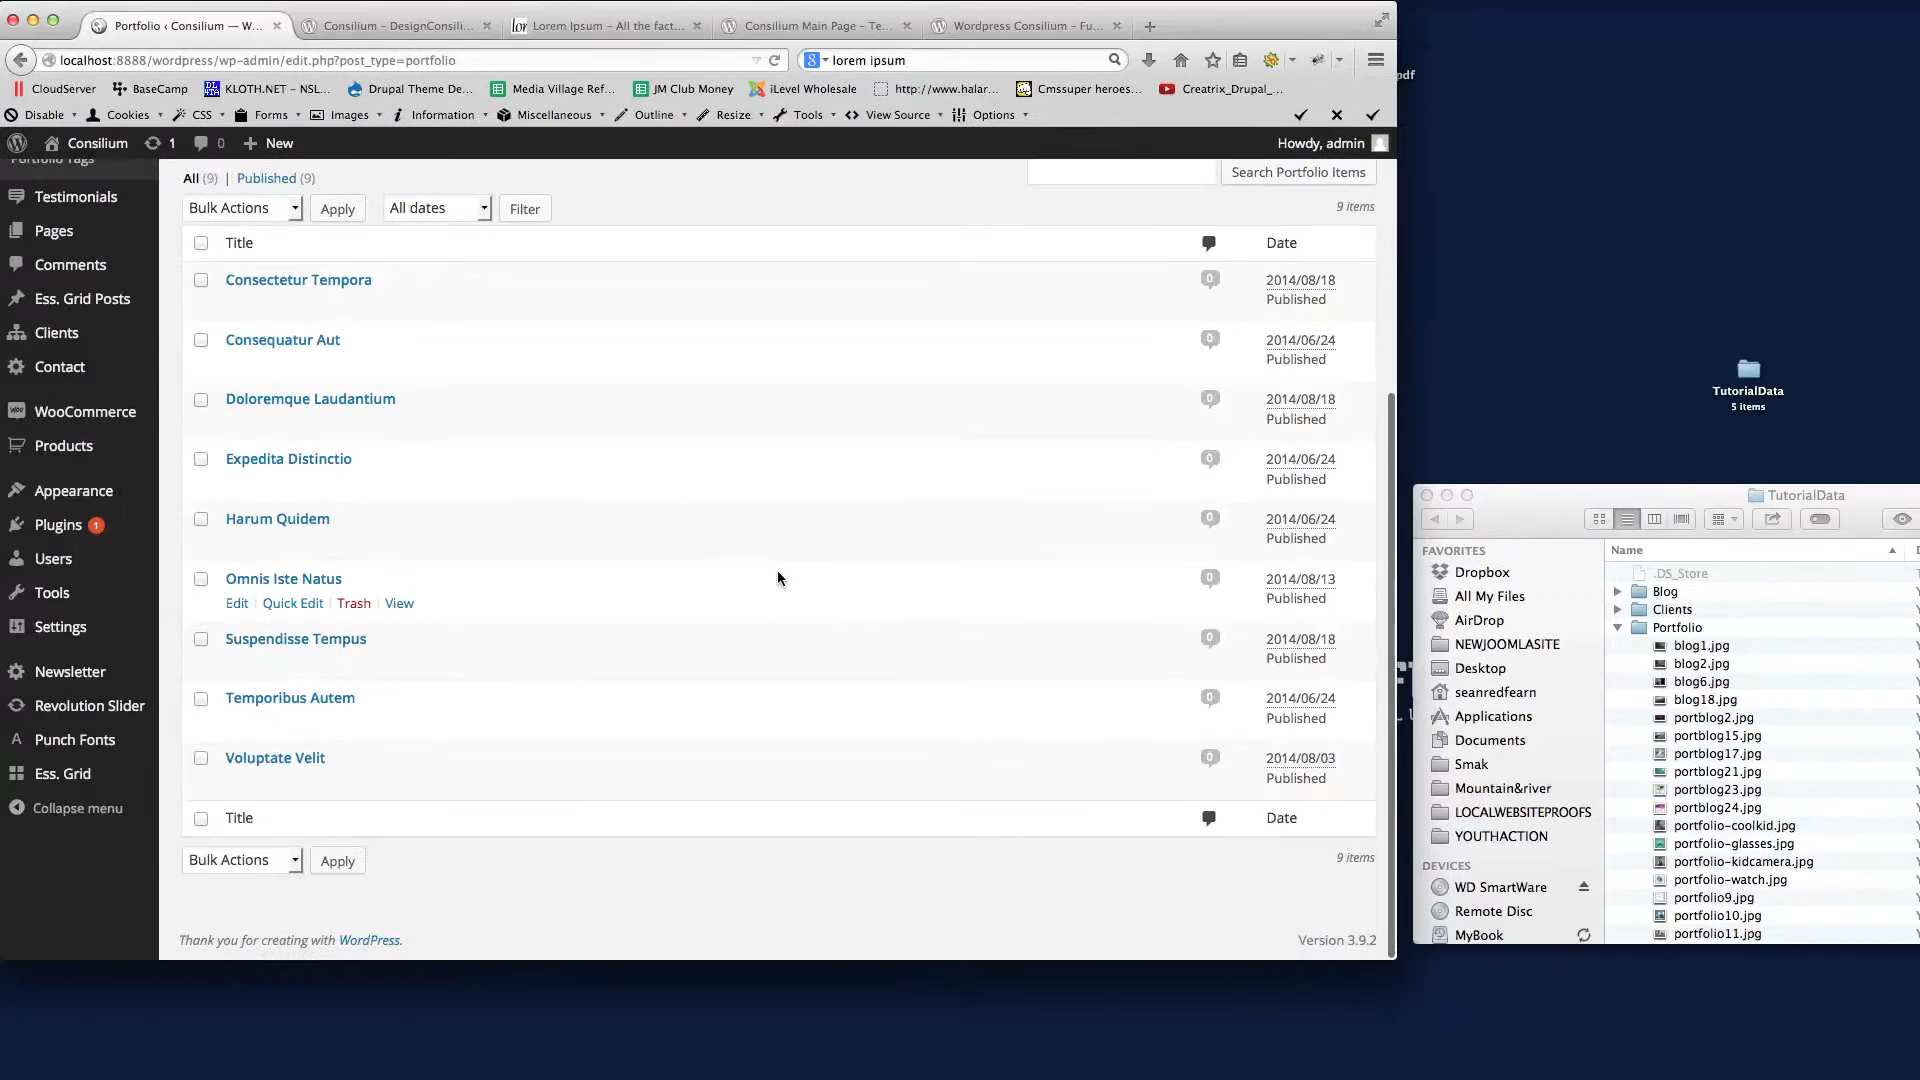 Portfolio ‹ Consilium — W...
Consilium – DesignConsili...
Lorem Ipsum – All the fact...
Consilium Main Page – Te...
Wordpress Consilium – Fu...
localhost:8888/wordpress/wp-admin/edit.php?post_type=portfolio
lorem ipsum
CloudServer
BaseCamp
KLOTH.NET – NSL...
Drupal Theme De...
Media Village Ref...
JM Club Money
iLevel Wholesale
http://www.halar...
Cmssuper heroes...
Creatrix_Drupal_...
Disable
Cookies
CSS
Forms
Images
Information
Miscellaneous
Outline
Resize
Tools
View Source
Options
Consilium
1
0
New
Howdy, admin
Portfolio Tags
Testimonials
Pages
Comments
Ess. Grid Posts
Clients
Contact
WooCommerce
Products
Appearance
Plugins 1
Users
Tools
Settings
Newsletter
Revolution Slider
Punch Fonts
Ess. Grid
Collapse menu
All (9) | Published (9)
Search Portfolio Items
Bulk Actions
Apply
All dates
Filter
9 items
Title
Date
Consectetur Tempora
0
2014/08/18
Published
Consequatur Aut
0
2014/06/24
Published
Doloremque Laudantium
0
2014/08/18
Published
Expedita Distinctio
0
2014/06/24
Published
Harum Quidem
0
2014/06/24
Published
Omnis Iste Natus
0
2014/08/13
Edit | Quick Edit | Trash | View
Published
Suspendisse Tempus
0
2014/08/18
Published
Temporibus Autem
0
2014/06/24
Published
Voluptate Velit
0
2014/08/03
Published
Title
Date
Bulk Actions
Apply
9 items
Thank you for creating with WordPress.
Version 3.9.2
pdf
TutorialData
5 items
TutorialData
FAVORITES
Dropbox
All My Files
AirDrop
NEWJOOMLASITE
Desktop
seanredfearn
Applications
Documents
Smak
Mountain&river
LOCALWEBSITEPROOFS
YOUTHACTION
DEVICES
WD SmartWare
Remote Disc
MyBook
Name
.DS_Store
Blog
Clients
Portfolio
blog1.jpg
blog2.jpg
blog6.jpg
blog18.jpg
portblog2.jpg
portblog15.jpg
portblog17.jpg
portblog21.jpg
portblog23.jpg
portblog24.jpg
portfolio-coolkid.jpg
portfolio-glasses.jpg
portfolio-kidcamera.jpg
portfolio-watch.jpg
portfolio9.jpg
portfolio10.jpg
portfolio11.jpg